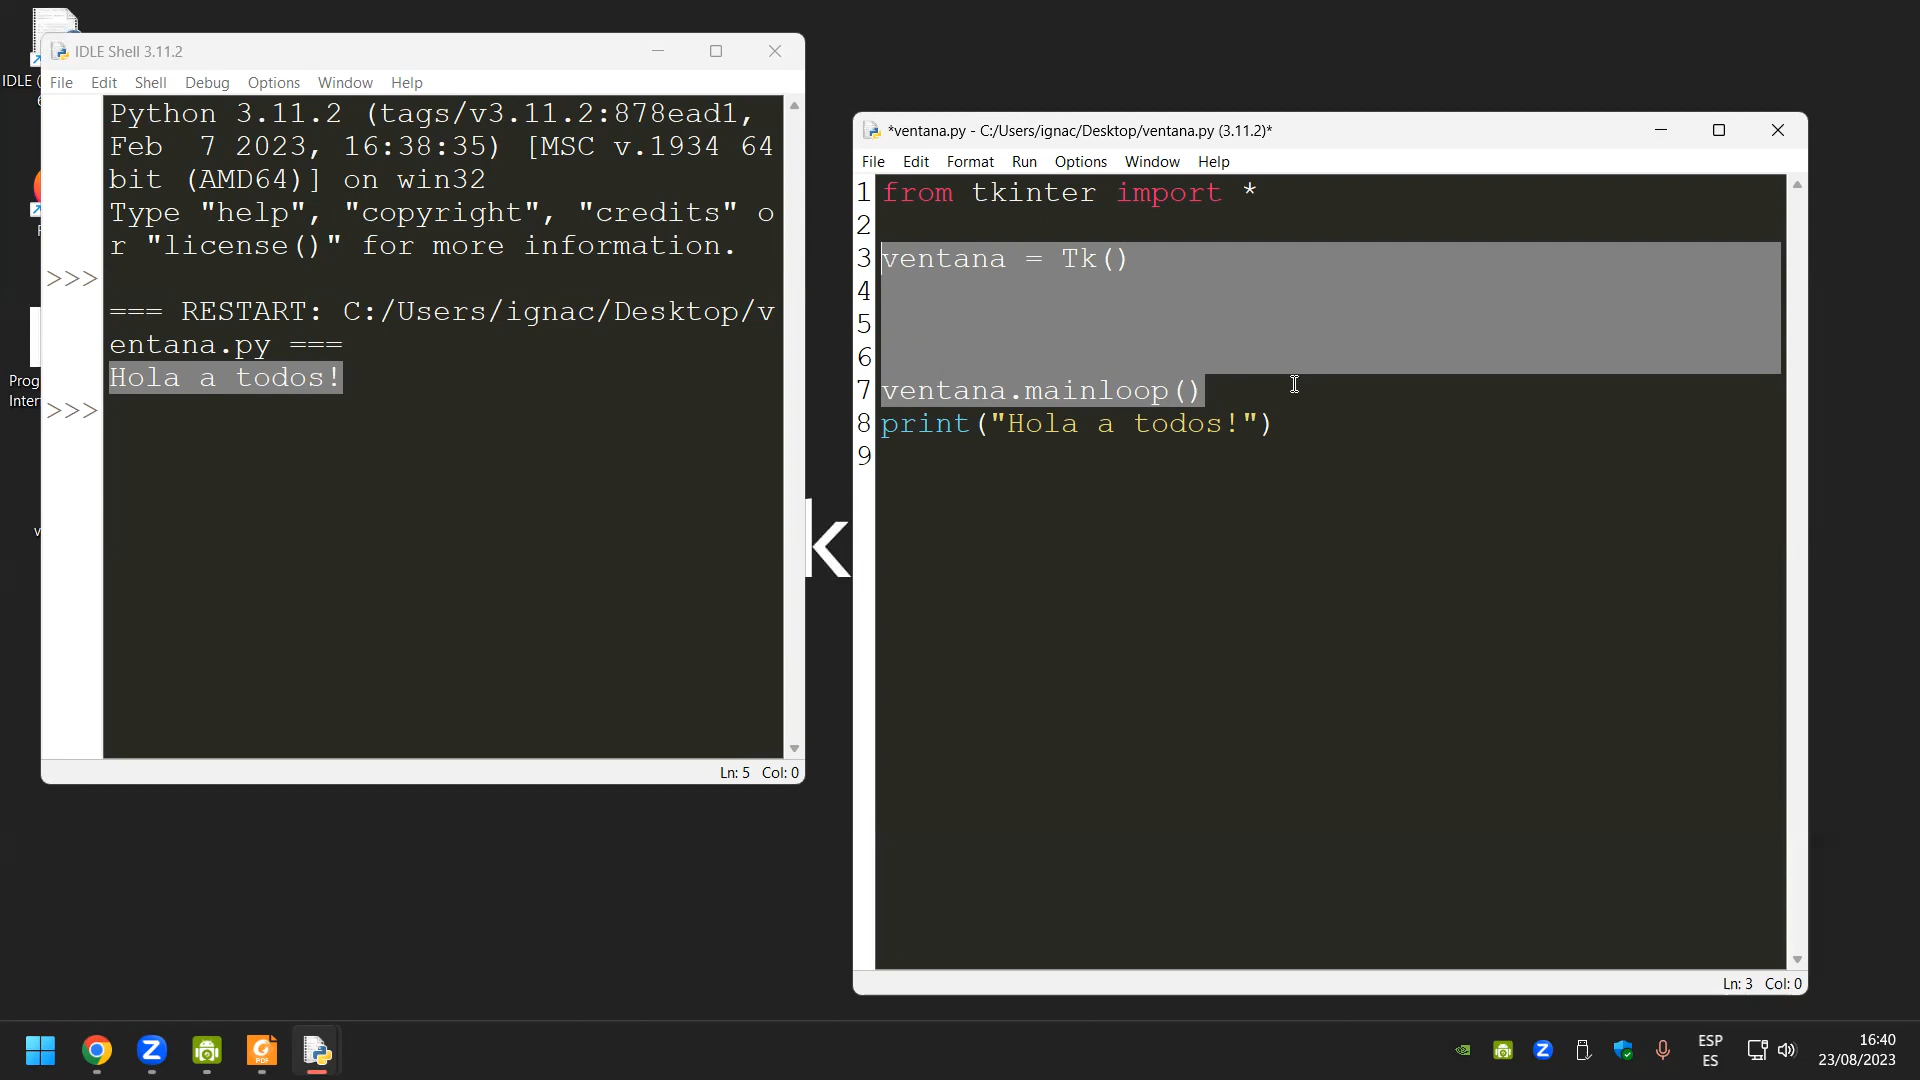 IDLE (
6
F
Prog
Inter
v
IDLE Shell 3.11.2
File Edit Shell Debug Options Window Help
Python 3.11.2 (tags/v3.11.2:878ead1,
Feb  7 2023, 16:38:35) [MSC v.1934 64
bit (AMD64)] on win32
Type "help", "copyright", "credits" o
r "license()" for more information.
>>>
=== RESTART: C:/Users/ignac/Desktop/v
entana.py ===
Hola a todos!
>>>
Ln: 5 Col: 0
k
*ventana.py - C:/Users/ignac/Desktop/ventana.py (3.11.2)*
File Edit Format Run Options Window Help
1 from tkinter import *
2
3 ventana = Tk()
4
5
6
7 ventana.mainloop()
8 print("Hola a todos!")
9
Ln: 3 Col: 0
Z
PDF
Z
ESP
ES
16:40
23/08/2023